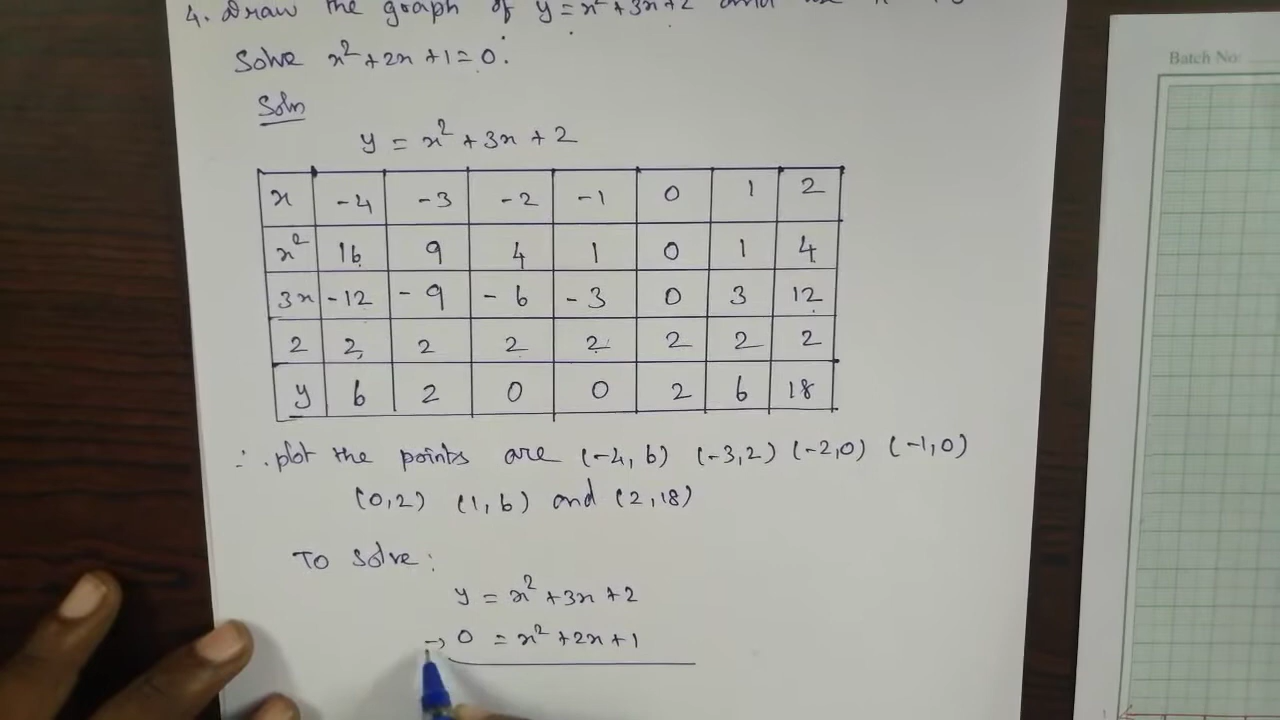 4. Draw the graph of y = x² + 3x + 2 and
Solve x² + 2x + 1 = 0.
Soln
y = x² + 3x + 2
x -4 -3 -2 -1 0 1 2
x² 16 9 4 1 0 1 4
3x -12 -9 -6 -3 0 3 12
2 2 2 2 2 2 2 2
y 6 2 0 0 2 6 18
∴ plot the points are (-4, 6) (-3,2) (-2,0) (-1,0)
(0,2) (1,6) and (2,18)
To solve:
y = x² + 3x + 2
0 = x² + 2x + 1
Batch No: